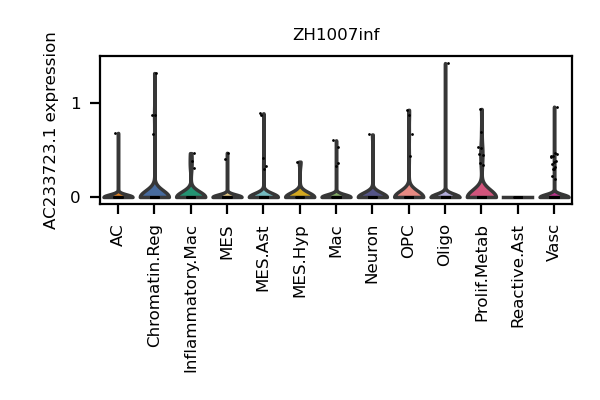 ZH1007inf
AC233723.1 expression
1
0
AC
Chromatin.Reg
Inflammatory.Mac
MES
MES.Ast
MES.Hyp
Mac
Neuron
OPC
Oligo
Prolif.Metab
Reactive.Ast
Vasc